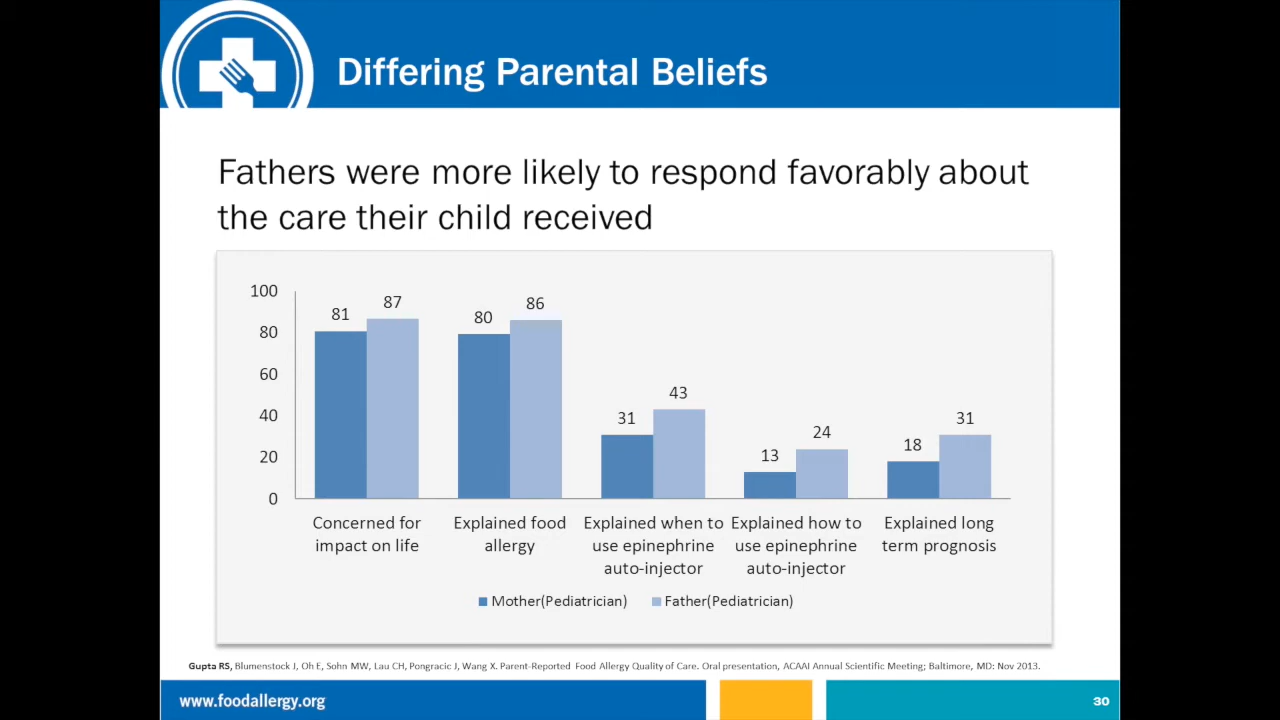 Differing Parental Beliefs
Fathers were more likely to respond favorably about
the care their child received
100
80
60
40
20
0
81
87
80
86
31
43
13
24
18
31
Concerned for
impact on life
Explained food
allergy
Explained when to
use epinephrine
auto-injector
Explained how to
use epinephrine
auto-injector
Explained long
term prognosis
Mother(Pediatrician)
Father(Pediatrician)
Gupta RS, Blumenstock J, Oh E, Sohn MW, Lau CH, Pongracic J, Wang X. Parent-Reported Food Allergy Quality of Care. Oral presentation, ACAAI Annual Scientific Meeting; Baltimore, MD: Nov 2013.
www.foodallergy.org
30